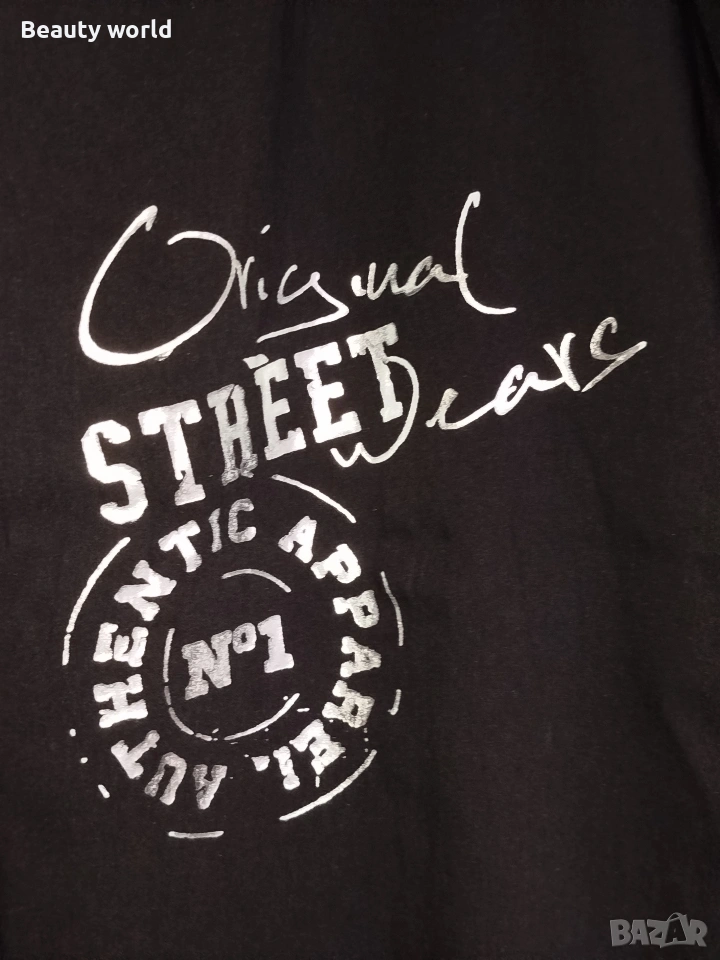 Beauty world
Original
STREET
Wears
AUTHENTIC APPAREL
Nº1
BAZAR